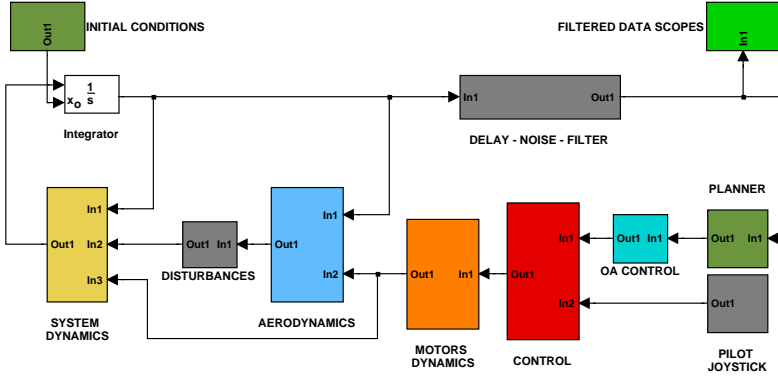 INITIAL CONDITIONS
FILTERED DATA SCOPES
Out1
In1
1
s
x o
Integrator
In1
Out1
DELAY - NOISE - FILTER
PLANNER
In1
Out1
In2
In3
Out1
In1
DISTURBANCES
In1
Out1
In2
Out1
In1
In1
Out1
In2
Out1
In1
OA CONTROL
Out1
In1
Out1
SYSTEM
DYNAMICS
AERODYNAMICS
MOTORS
DYNAMICS
CONTROL
PILOT
JOYSTICK